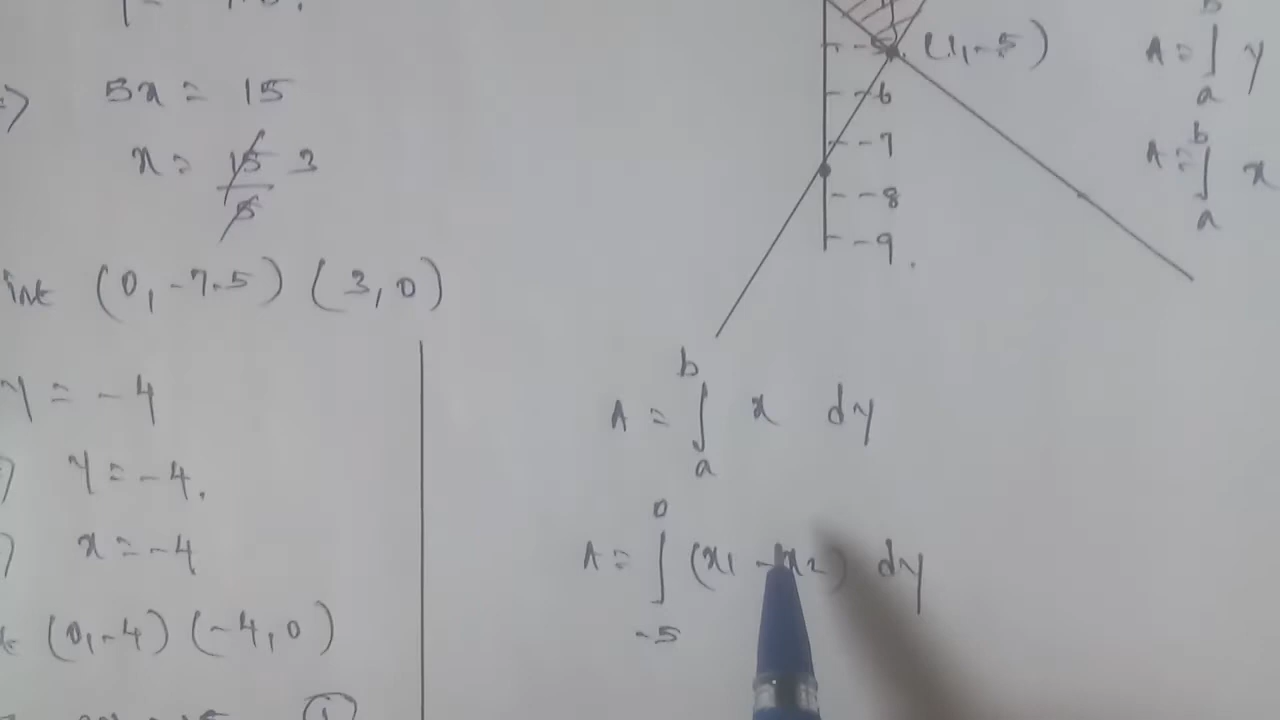 5x = 15
x = 15/5 3
int (0, -7.5) (3, 0)
y = -4
y = -4.
x = -4
(0, -4) (-4, 0)
-5. (1, -5)
-6
-7
-8
-9.
b
A = ∫ y
a
b
A = ∫ x
a
b
A = ∫ x dy
a
0
A = ∫ (x1 - x2) dy
-5